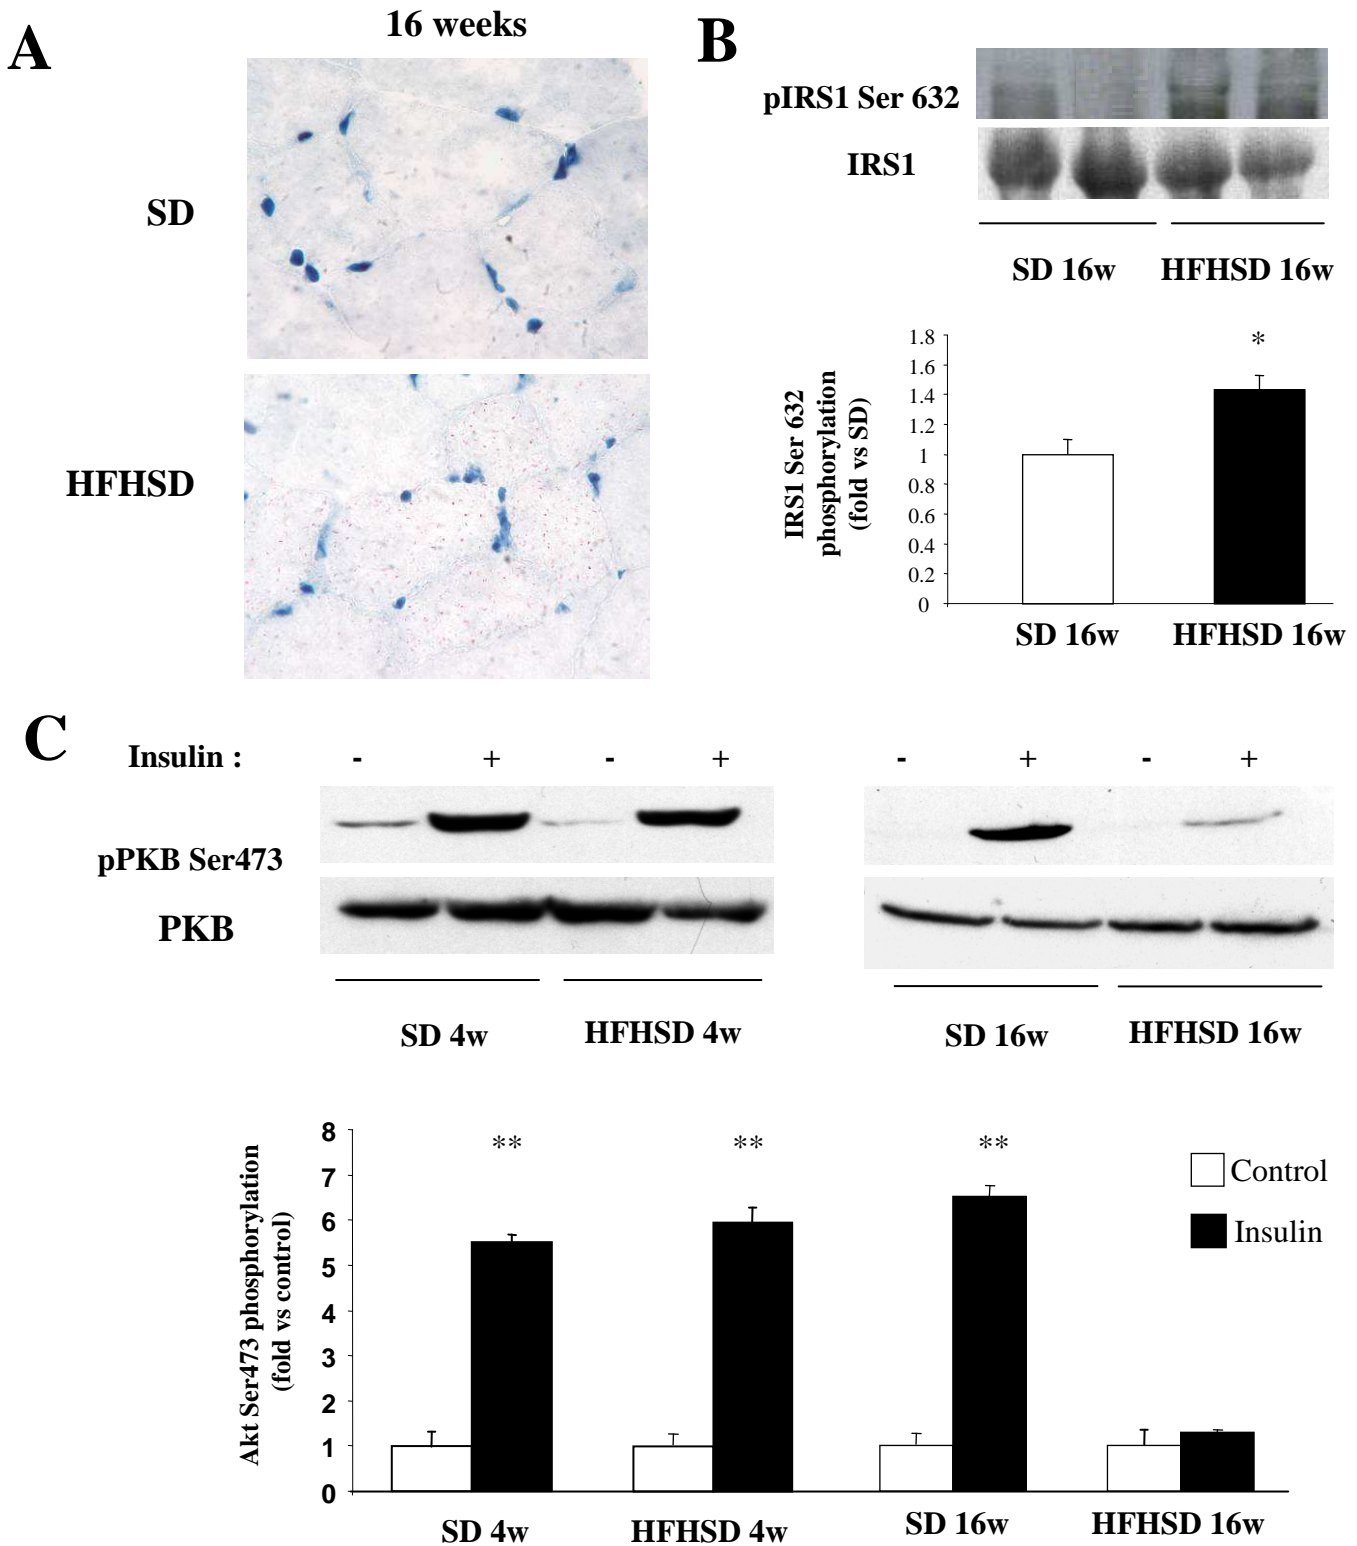 A
16 weeks
SD
HFHSD
B
pIRS1 Ser 632
IRS1
SD 16w HFHSD 16w
IRS1 Ser 632
phosphorylation
(fold vs SD)
1.8
1.6
1.4
1.2
1
0.8
0.6
0.4
0.2
0
*
SD 16w HFHSD 16w
C
Insulin : - + - + - + - +
pPKB Ser473
PKB
SD 4w HFHSD 4w SD 16w HFHSD 16w
Akt Ser473 phosphorylation
(fold vs control)
8
7
6
5
4
3
2
1
0
** ** **
Control
Insulin
SD 4w HFHSD 4w SD 16w HFHSD 16w